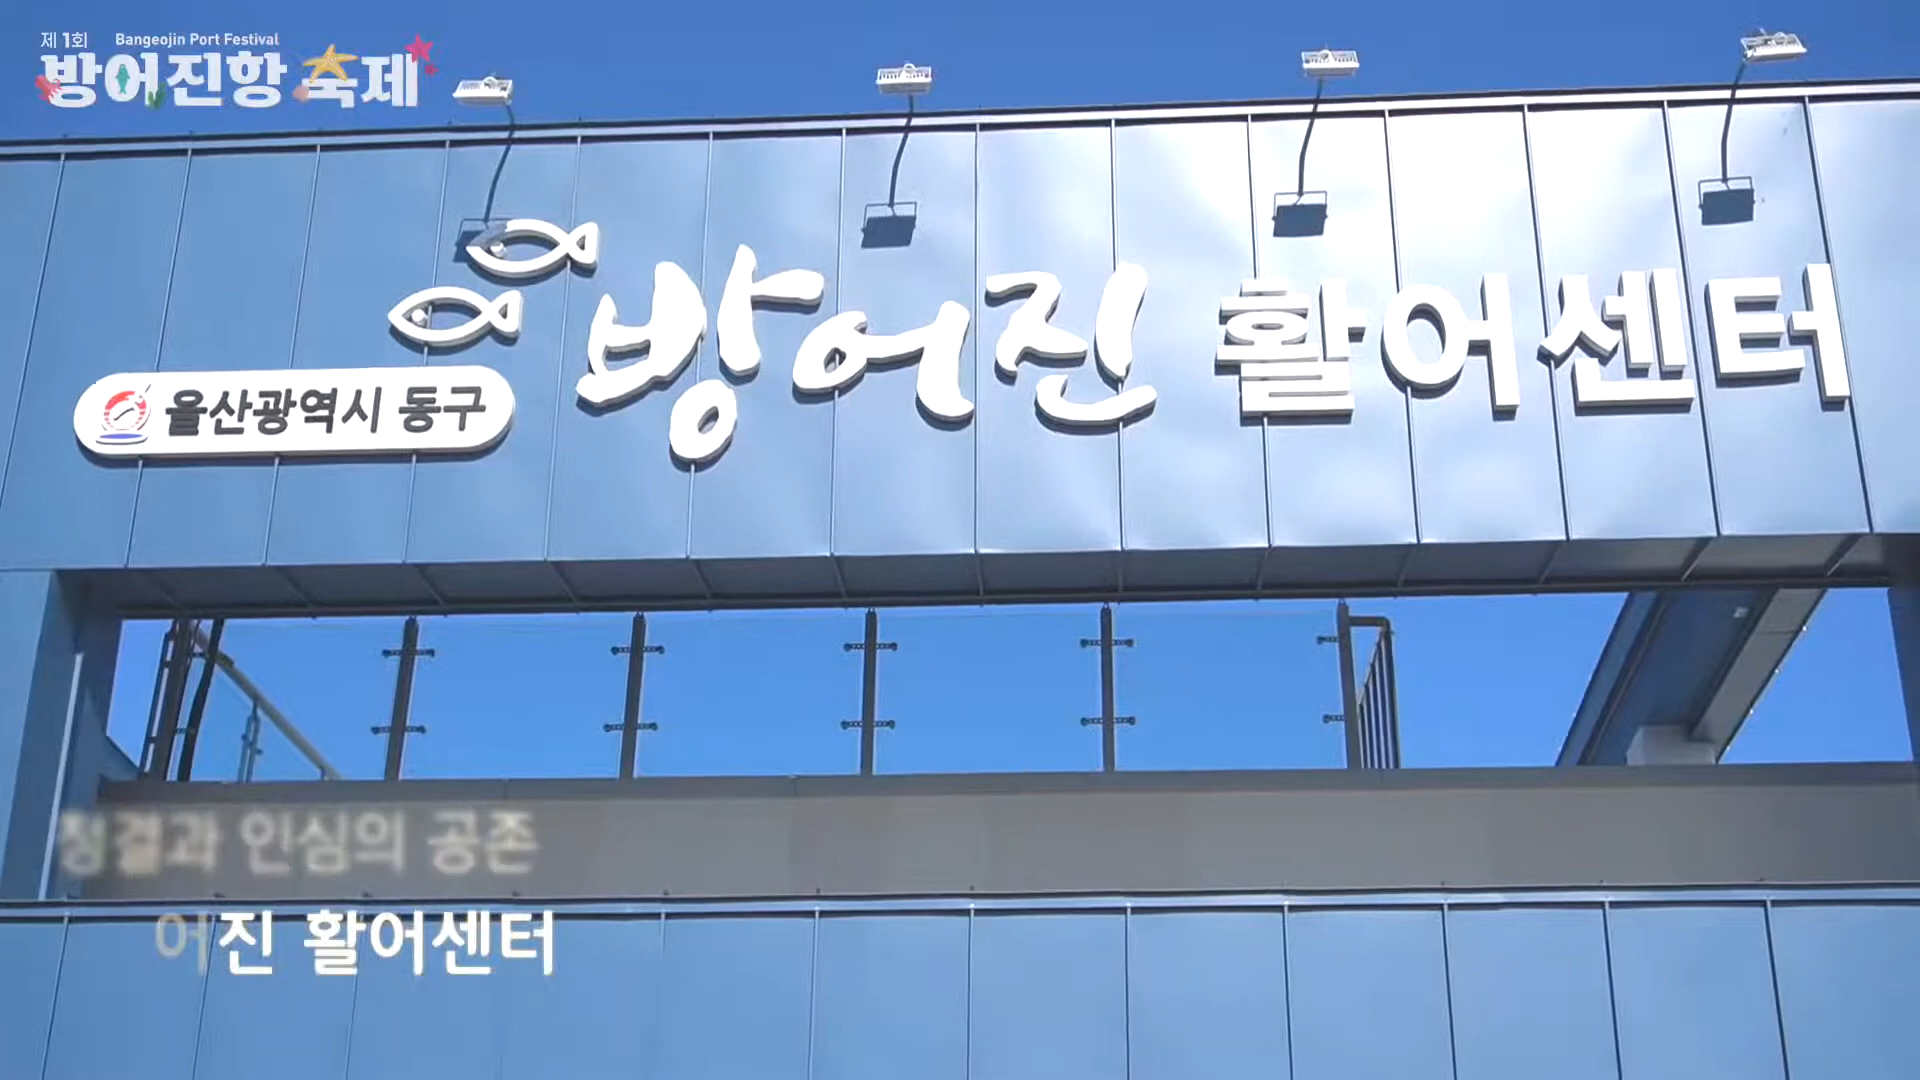 제 1회 Bangeojin Port Festival
방어진항 축제
방어진 활어센터
울산광역시 동구
정결과 인심의 공존
어진 활어센터